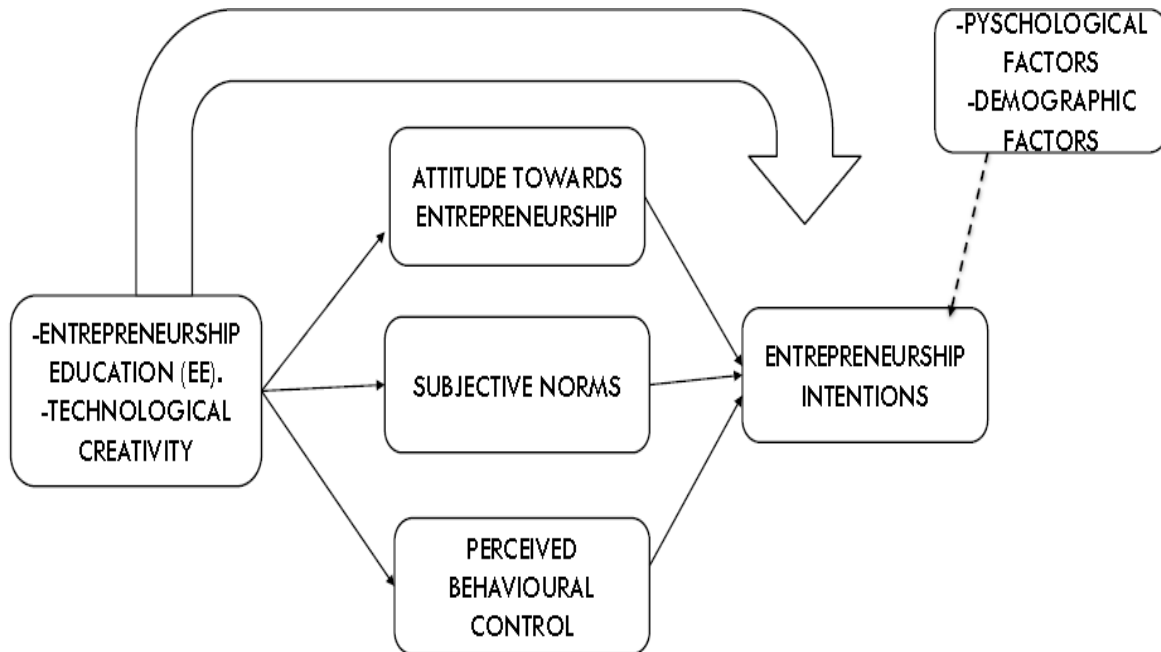 -PYSCHOLOGICAL
FACTORS
-DEMOGRAPHIC
FACTORS
ATTITUDE TOWARDS
ENTREPRENEURSHIP
-ENTREPRENEURSHIP
EDUCATION (EE).
-TECHNOLOGICAL
CREATIVITY
SUBJECTIVE NORMS
ENTREPRENEURSHIP
INTENTIONS
PERCEIVED
BEHAVIOURAL
CONTROL